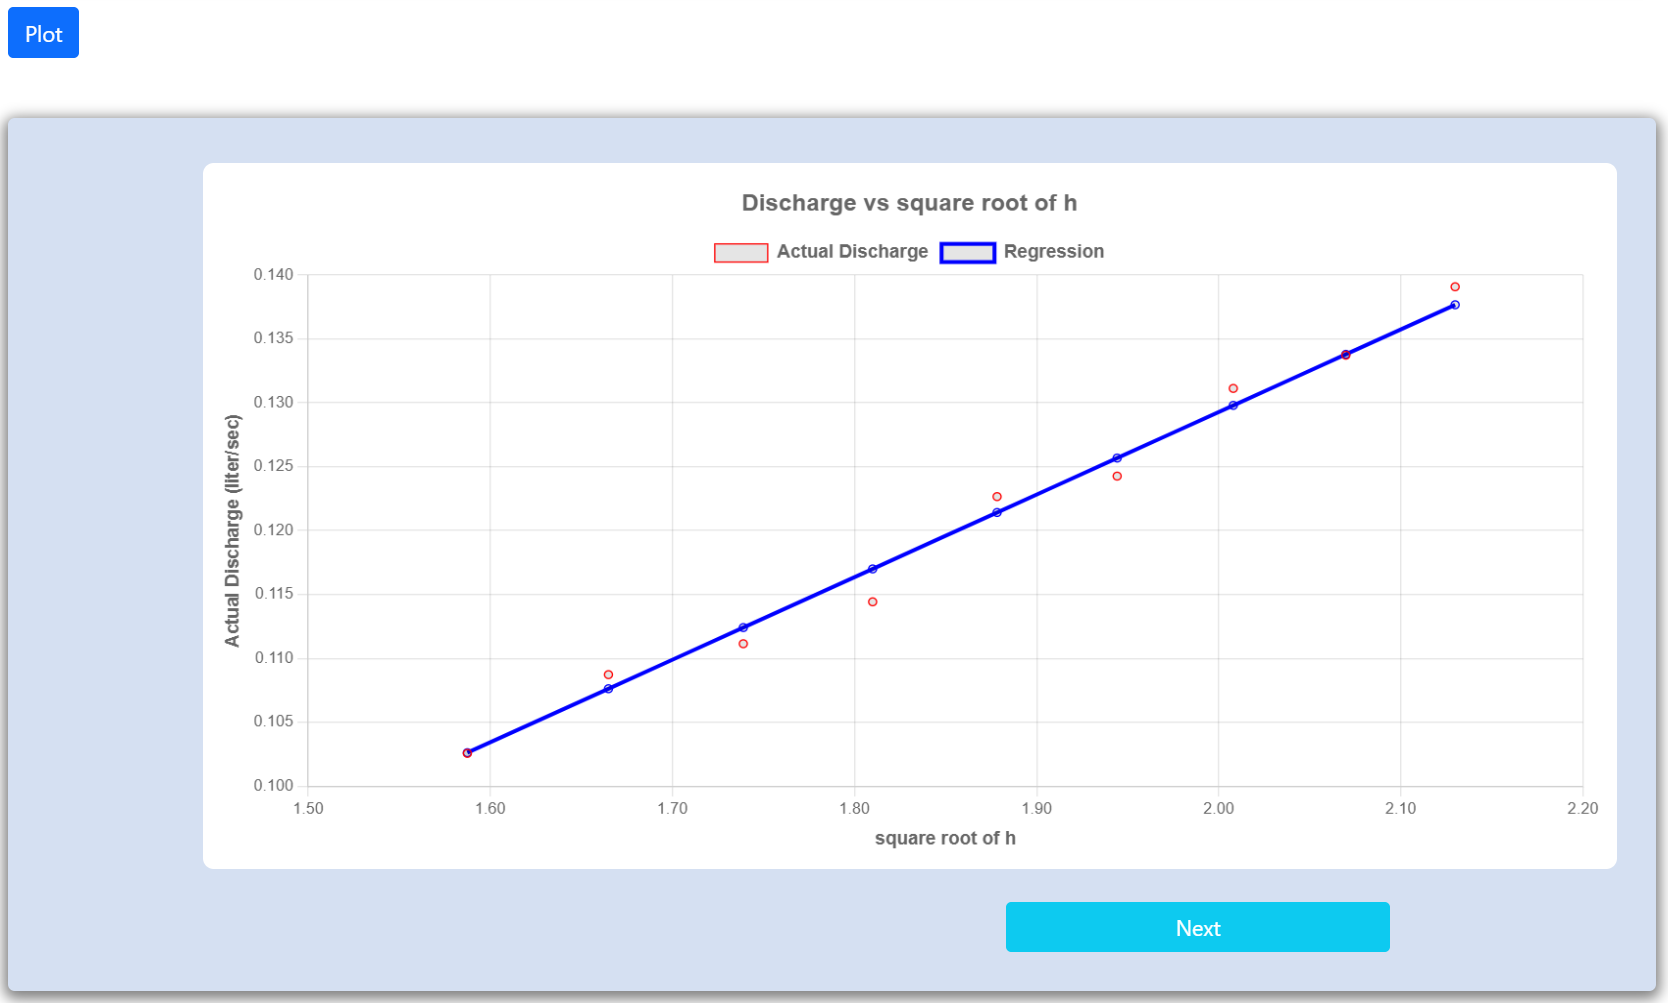 Plot
Discharge vs square root of h
Actual Discharge Regression
0.140
0.135
0.130
0.125
0.120
0.115
0.110
0.105
0.100
Actual Discharge (liter/sec)
1.50 1.60 1.70 1.80 1.90 2.00 2.10 2.20
square root of h
Next